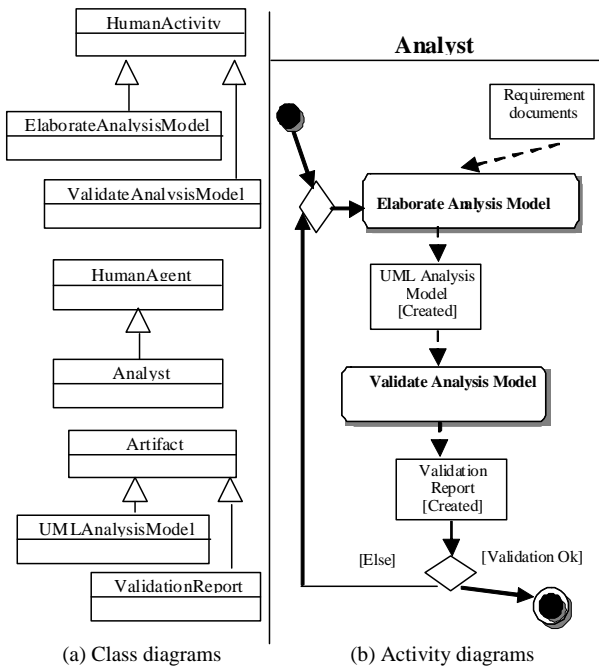 HumanActivity
ElaborateAnalysisModel
ValidateAnalysisModel
HumanAgent
Analyst
Artifact
UMLAnalysisModel
ValidationReport
(a) Class diagrams
Analyst
Requirement
documents
Elaborate Analysis Model
UML Analysis
Model
[Created]
Validate Analysis Model
Validation
Report
[Created]
[Else]
[Validation Ok]
(b) Activity diagrams